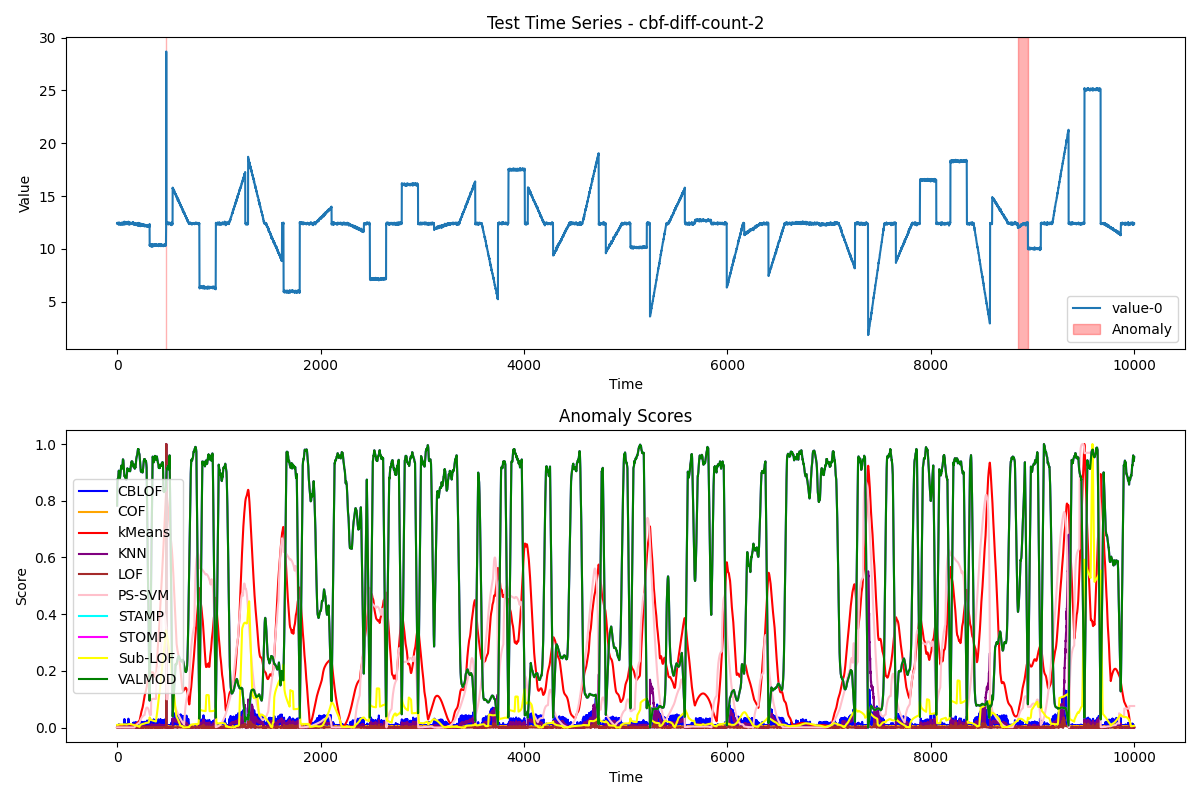 Test Time Series - cbf-diff-count-2
30
25
20
15
10
5
Value
0
2000
4000
6000
8000
10000
Time
value-0
Anomaly
Anomaly Scores
1.0
0.8
0.6
0.4
0.2
0.0
Score
CBLOF
COF
kMeans
KNN
LOF
PS-SVM
STAMP
STOMP
Sub-LOF
VALMOD
0
2000
4000
6000
8000
10000
Time